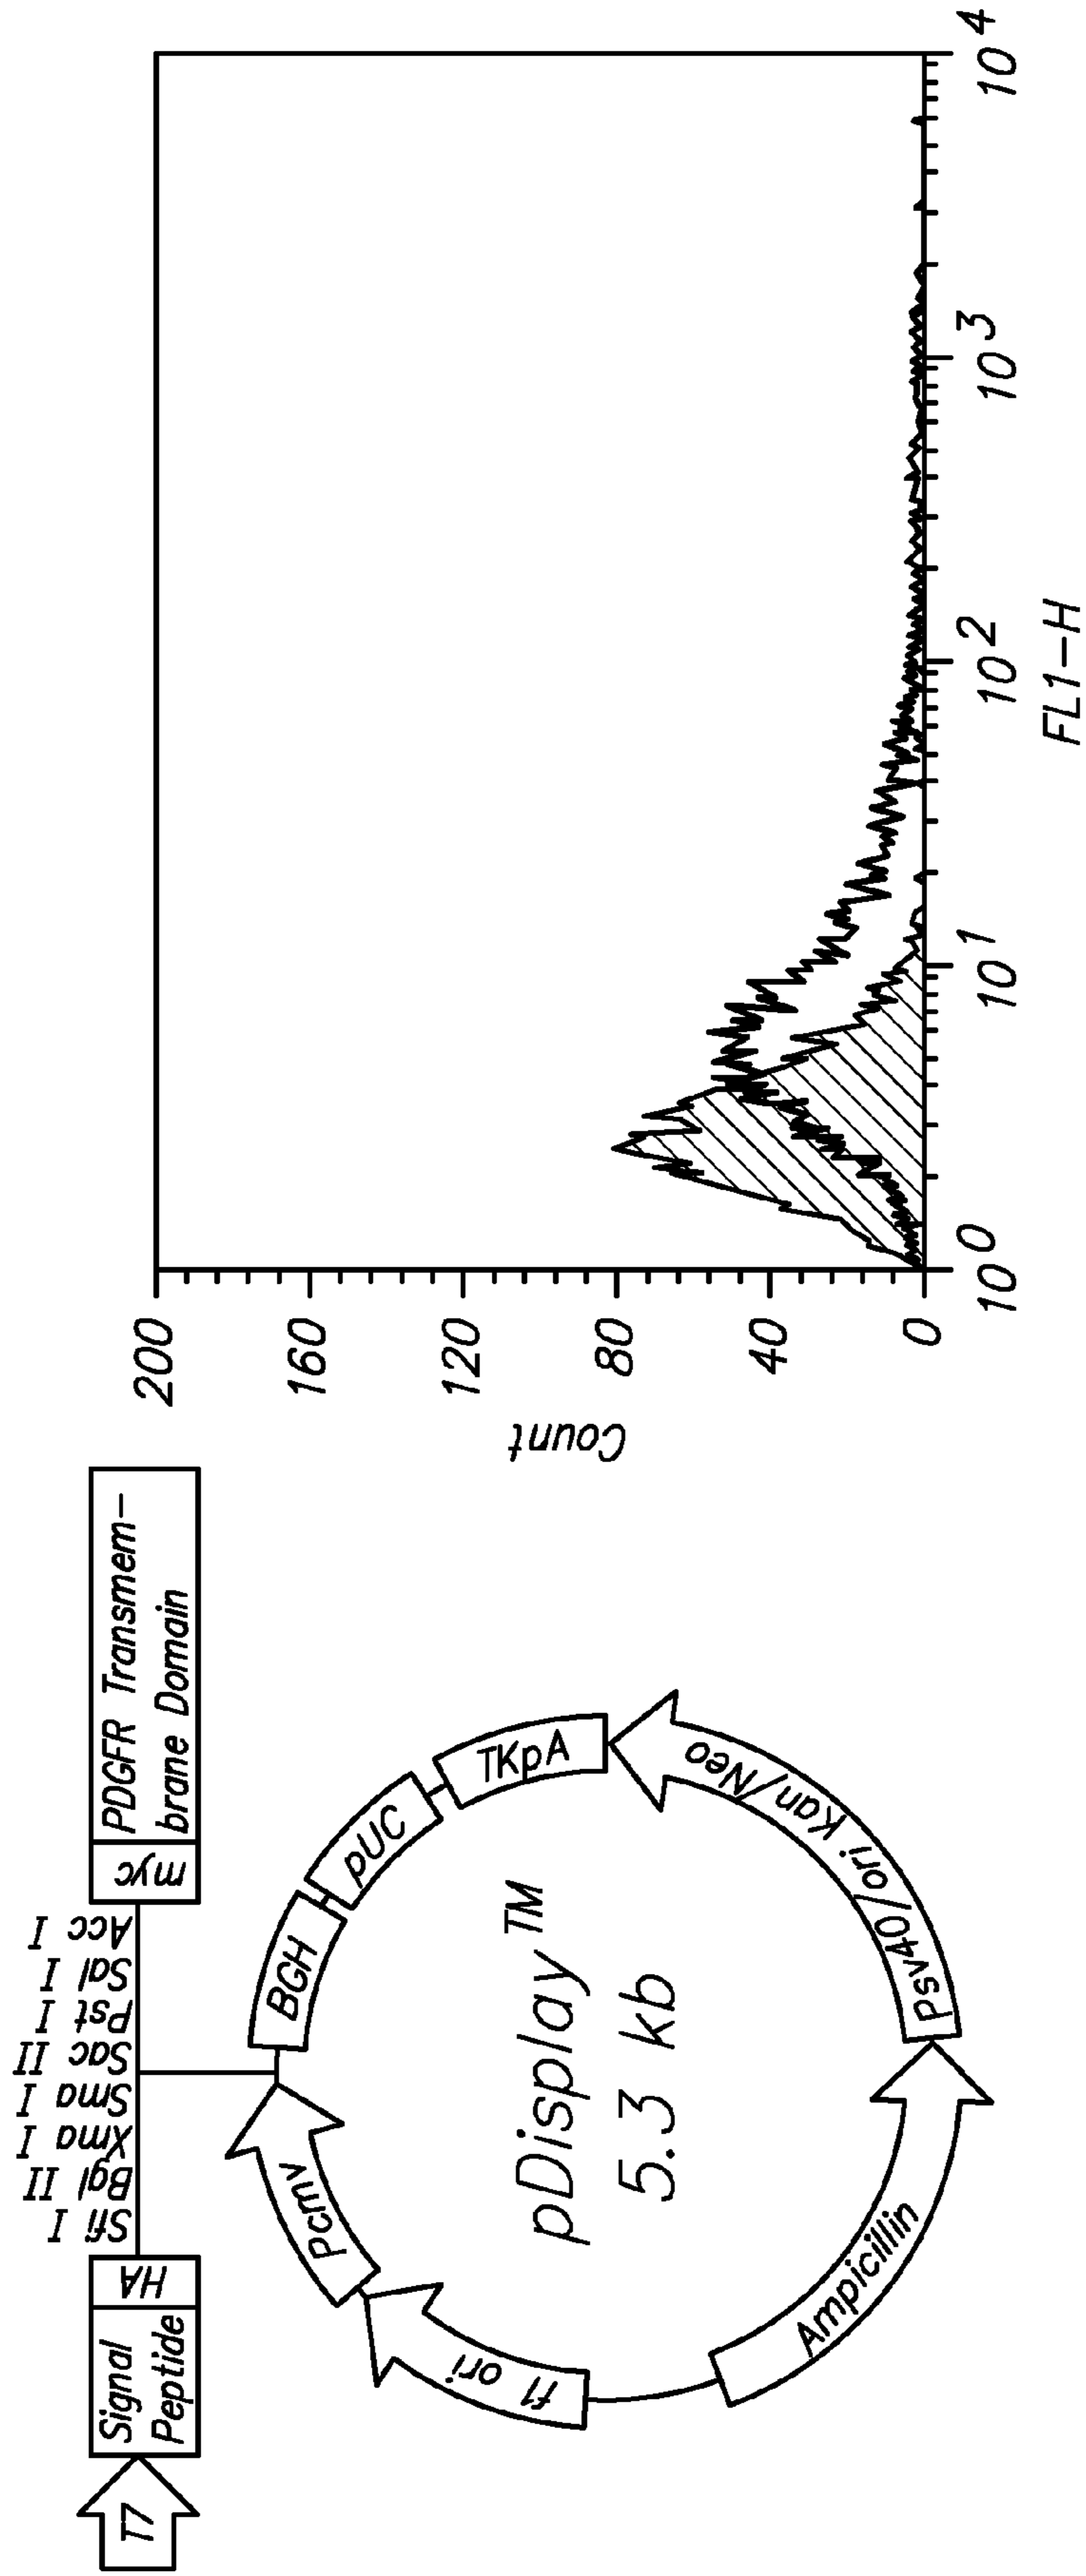 T7
Signal
Peptide
HA
Sfi I
Bgl II
Xma I
Sma I
Sac II
Pst I
Sal I
Acc I
myc
PDGFR Transmem-
brane Domain
Pcmv
BGH
pUC
TKpA
Psv40/ori Kan/Neo
Ampicillin
f1 ori
pDisplay™
5.3 kb
Count
200
160
120
80
40
0
10⁰
10¹
10²
10³
10⁴
FL1-H